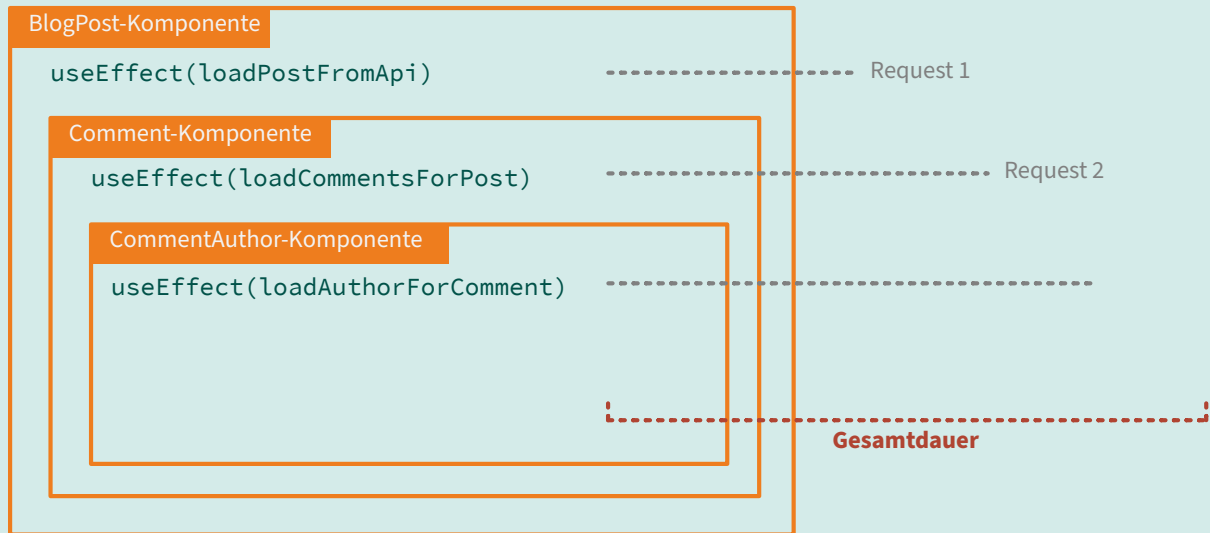 BlogPost-Komponente
useEffect(loadPostFromApi)
Request 1
Comment-Komponente
useEffect(loadCommentsForPost)
Request 2
CommentAuthor-Komponente
useEffect(loadAuthorForComment)
Gesamtdauer